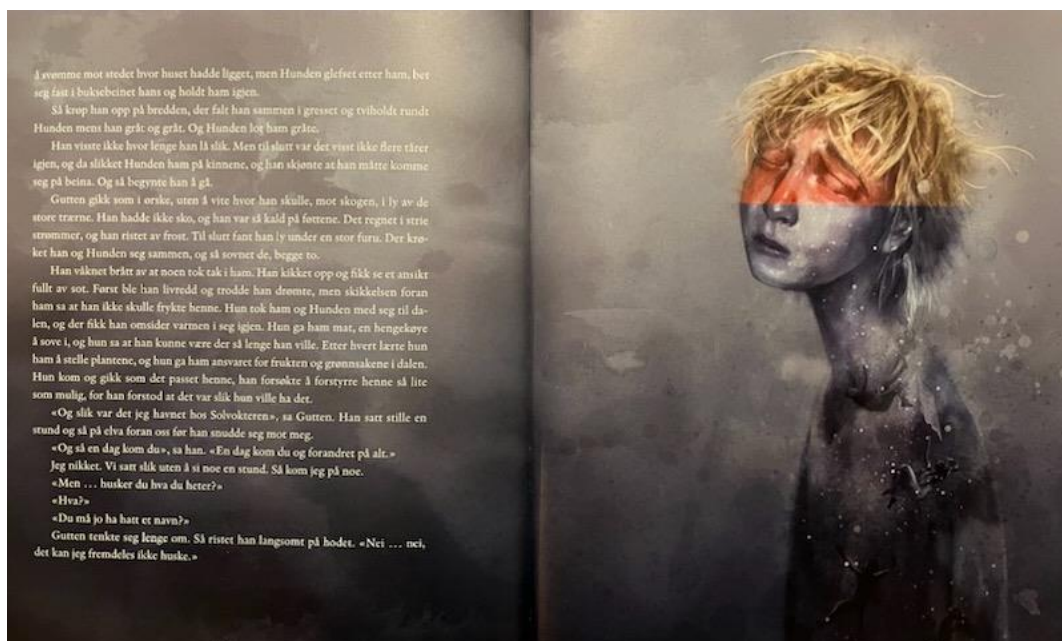 å svømme mot stedet hvor huset hadde ligget, men Hunden glefset etter ham, bet
seg fast i buksebeinet hans og holdt ham igjen.
Så krøp han opp på bredden, der falt han sammen i gresset og tviholdt rundt
Hunden mens han gråt og gråt. Og Hunden lot ham gråte.
Han visste ikke hvor lenge han lå slik. Men til slutt var det visst ikke flere tårer
igjen, og da slikket Hunden ham på kinnene, og han skjønte at han måtte komme
seg på beina. Og så begynte han å gå.
Gutten gikk som i ørske, uten å vite hvor han skulle, mot skogen, i ly av de
store trærne. Han hadde ikke sko, og han var så kald på føttene. Det regnet i strie
strømmer, og han ristet av frost. Til slutt fant han ly under en stor furu. Der krø-
ket han og Hunden seg sammen, og så sovnet de, begge to.
Han våknet brått av at noen tok tak i ham. Han kikket opp og fikk se et ansikt
fullt av sot. Først ble han livredd og trodde han drømte, men skikkelsen foran
ham sa at han ikke skulle frykte henne. Hun tok ham og Hunden med seg til da-
len, og der fikk han omsider varmen i seg igjen. Hun ga ham mat, en hengekøye
å sove i, og hun sa at han kunne være der så lenge han ville. Etter hvert lærte hun
ham å stelle plantene, og hun ga ham ansvaret for frukten og grønnsakene i dalen.
Hun kom og gikk som det passet henne, han forsøkte å forstyrre henne så lite
som mulig, for han forstod at det var slik hun ville ha det.
«Og slik var det jeg havnet hos Solvokteren», sa Gutten. Han satt stille en
stund og så på elva foran oss før han snudde seg mot meg.
«Og så en dag kom du», sa han. «En dag kom du og forandret på alt.»
Jeg nikket. Vi satt slik uten å si noe en stund. Så kom jeg på noe.
«Men … husker du hva du heter?»
«Hva?»
«Du må jo ha hatt et navn?»
Gutten tenkte seg lenge om. Så ristet han langsomt på hodet. «Nei … nei,
det kan jeg fremdeles ikke huske.»